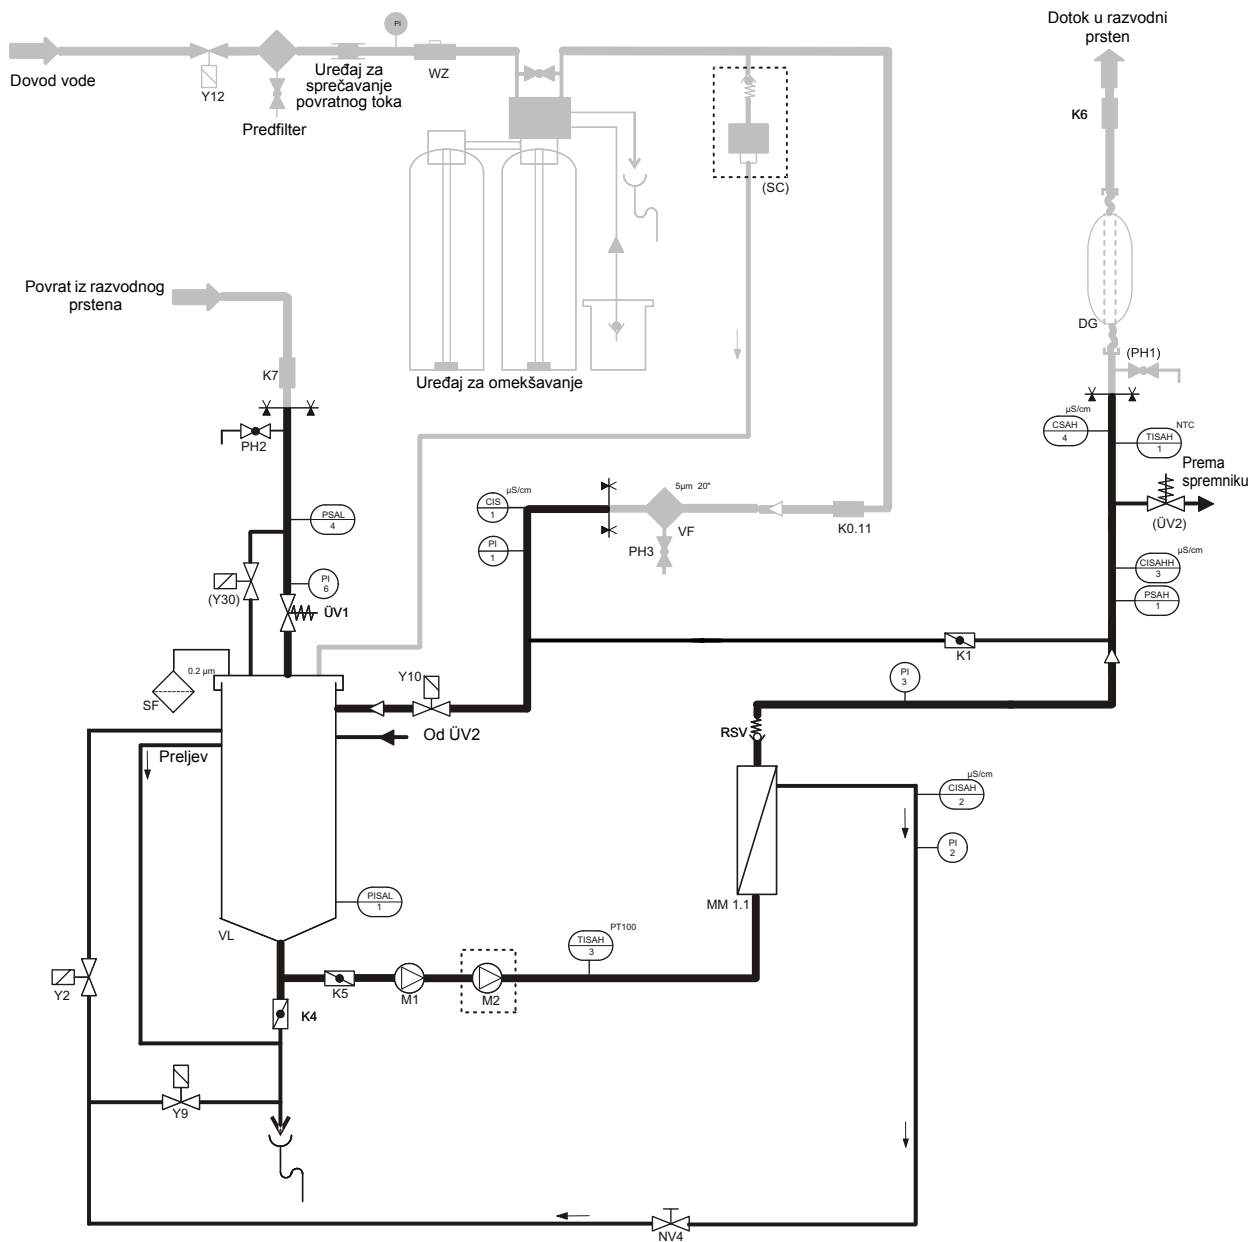 Dovod vode
Y12
Predfilter
Uređaj za
sprečavanje
povratnog toka
PI
WZ
Uređaj za omekšavanje
(SC)
Dotok u razvodni
prsten
K6
DG
(PH1)
Povrat iz razvodnog
prstena
K7
PH2
PSAL
4
(Y30)
PI
6
ÜV1
0.2 µm
SF
Y10
Od ÜV2
Preljev
CIS
1
µS/cm
PI
1
5µm 20"
VF
PH3
K0.11
µS/cm
CSAH
4
NTC
TISAH
1
Prema
spremniku
(ÜV2)
µS/cm
CISAHH
3
PSAH
1
K1
PI
3
RSV
µS/cm
CISAH
2
PI
2
MM 1.1
PISAL
1
VL
PT100
TISAH
3
K5
M1
M2
Y2
K4
Y9
NV4